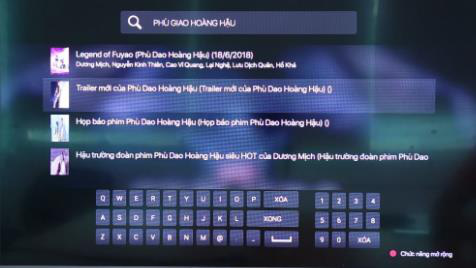 PHÙ GIAO HOÀNG HẬU
Legend of Fuyao (Phù Dao Hoàng Hậu) (18/6/2018)
Dương Mịch, Nguyễn Kinh Thiên, Cao Vĩ Quang, Lại Nghệ, Lưu Dịch Quân, Hồ Khả
Trailer mới của Phù Dao Hoàng Hậu (Trailer mới của Phù Dao Hoàng Hậu) ()
Họp báo phim Phù Dao Hoàng Hậu (Họp báo phim Phù Dao Hoàng Hậu) ()
Hậu trường đoàn phim Phù Dao Hoàng Hậu siêu HOT của Dương Mịch (Hậu trường đoàn phim Phù Dao
Q W E R T Y U I O P XÓA 1 2 3 4
A S D F G H J K L XONG 5 6 7 8
Z X C V B N M @ . - 9 0 XÓA
Chức năng mở rộng